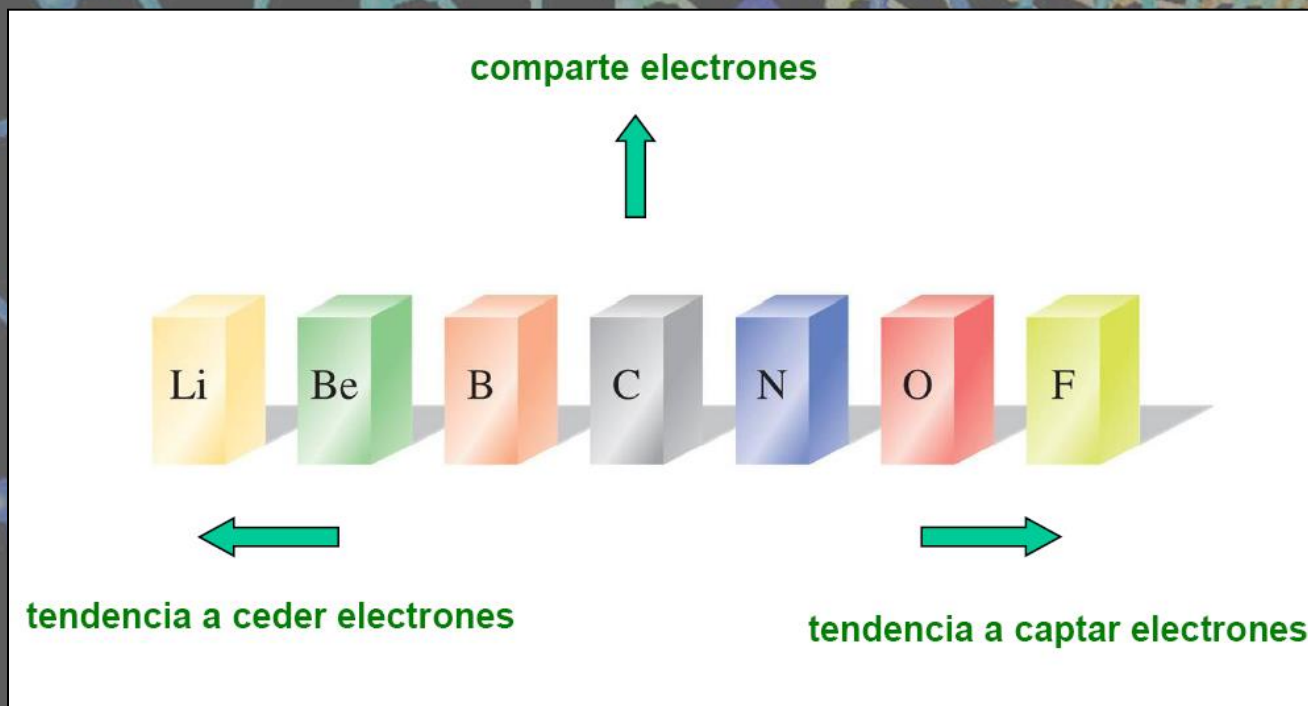 comparte electrones
Li Be B C N O F
tendencia a ceder electrones
tendencia a captar electrones